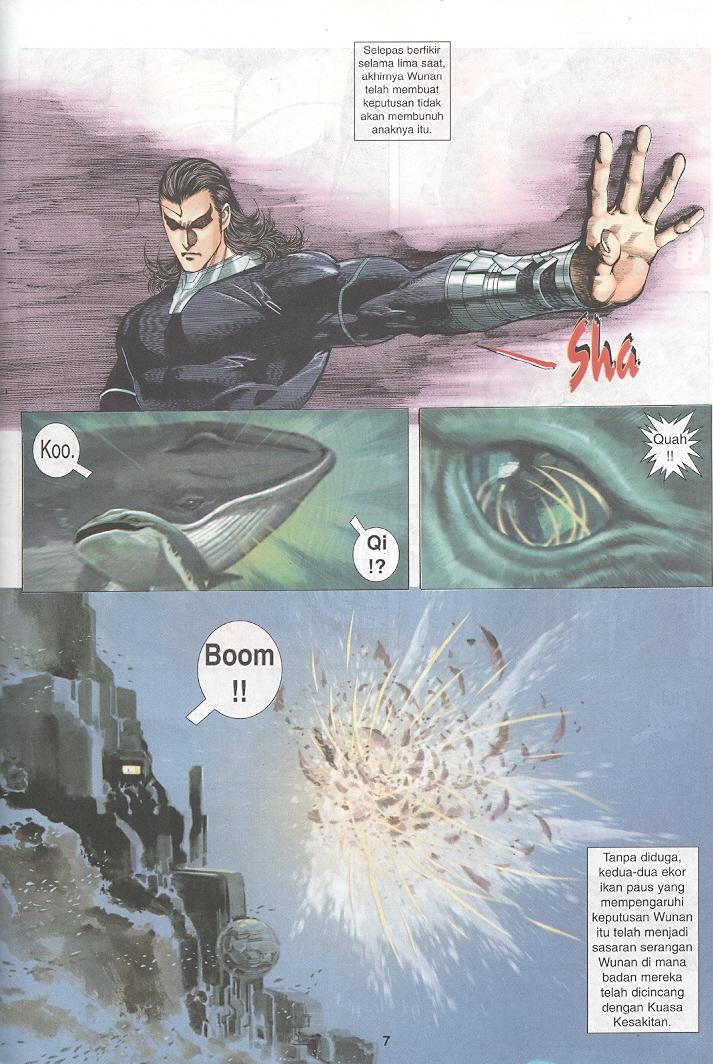 Selepas berfikir
selama lima saat,
akhirnya Wunan
telah membuat
keputusan tidak
akan membunuh
anaknya itu.
Sha
Koo.
Qi
!?
Quah
!!
Boom
!!
Tanpa diduga,
kedua-dua ekor
ikan paus yang
mempengaruhi
keputusan Wunan
itu telah menjadi
sasaran serangan
Wunan di mana
badan mereka
telah dicincang
dengan Kuasa
Kesakitan.
7